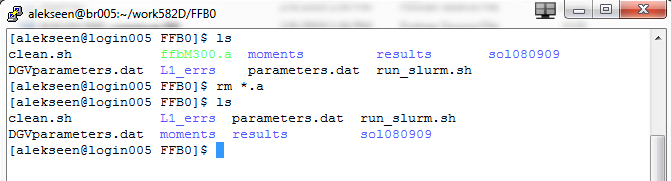 alekseen@br005:~/work582D/FFB0
[alekseen@login005 FFB0]$ ls
clean.sh ffbM300.a moments results sol080909
DGVparameters.dat L1_errs parameters.dat run_slurm.sh
[alekseen@login005 FFB0]$ rm *.a
[alekseen@login005 FFB0]$ ls
clean.sh L1_errs parameters.dat run_slurm.sh
DGVparameters.dat moments results sol080909
[alekseen@login005 FFB0]$